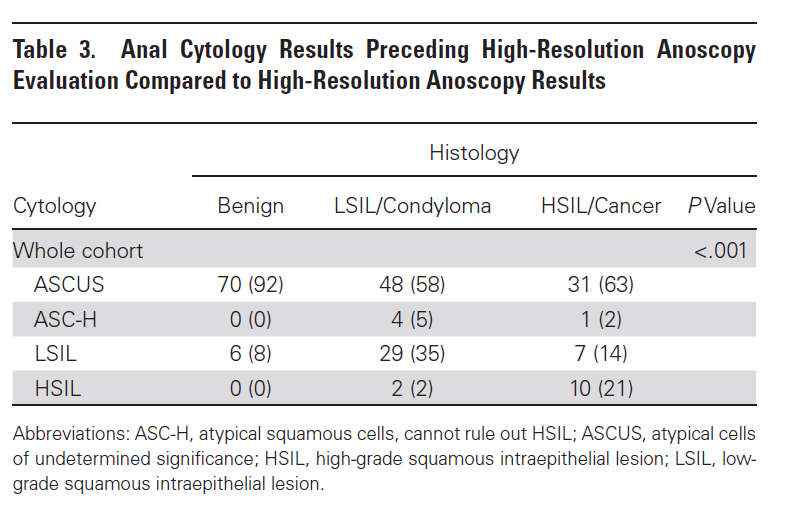 Table 3. Anal Cytology Results Preceding High-Resolution Anoscopy
Evaluation Compared to High-Resolution Anoscopy Results
Histology
Cytology Benign LSIL/Condyloma HSIL/Cancer P Value
Whole cohort <.001
ASCUS 70 (92) 48 (58) 31 (63)
ASC-H 0 (0) 4 (5) 1 (2)
LSIL 6 (8) 29 (35) 7 (14)
HSIL 0 (0) 2 (2) 10 (21)
Abbreviations: ASC-H, atypical squamous cells, cannot rule out HSIL; ASCUS, atypical cells
of undetermined significance; HSIL, high-grade squamous intraepithelial lesion; LSIL, low-
grade squamous intraepithelial lesion.